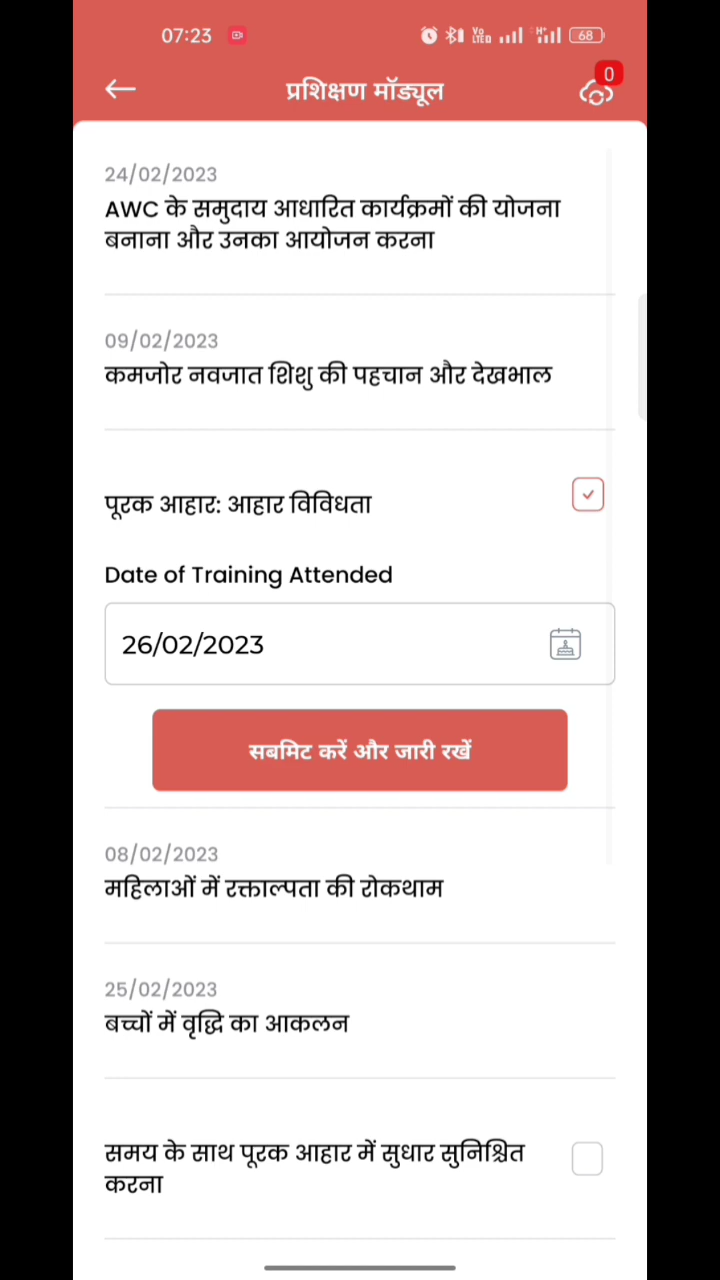 07:23
Vo LTE2
H+
68
प्रशिक्षण मॉड्यूल
0
24/02/2023
AWC के समुदाय आधारित कार्यक्रमों की योजना
बनाना और उनका आयोजन करना
09/02/2023
कमजोर नवजात शिशु की पहचान और देखभाल
पूरक आहार: आहार विविधता
Date of Training Attended
26/02/2023
सबमिट करें और जारी रखें
08/02/2023
महिलाओं में रक्ताल्पता की रोकथाम
25/02/2023
बच्चों में वृद्धि का आकलन
समय के साथ पूरक आहार में सुधार सुनिश्चित
करना